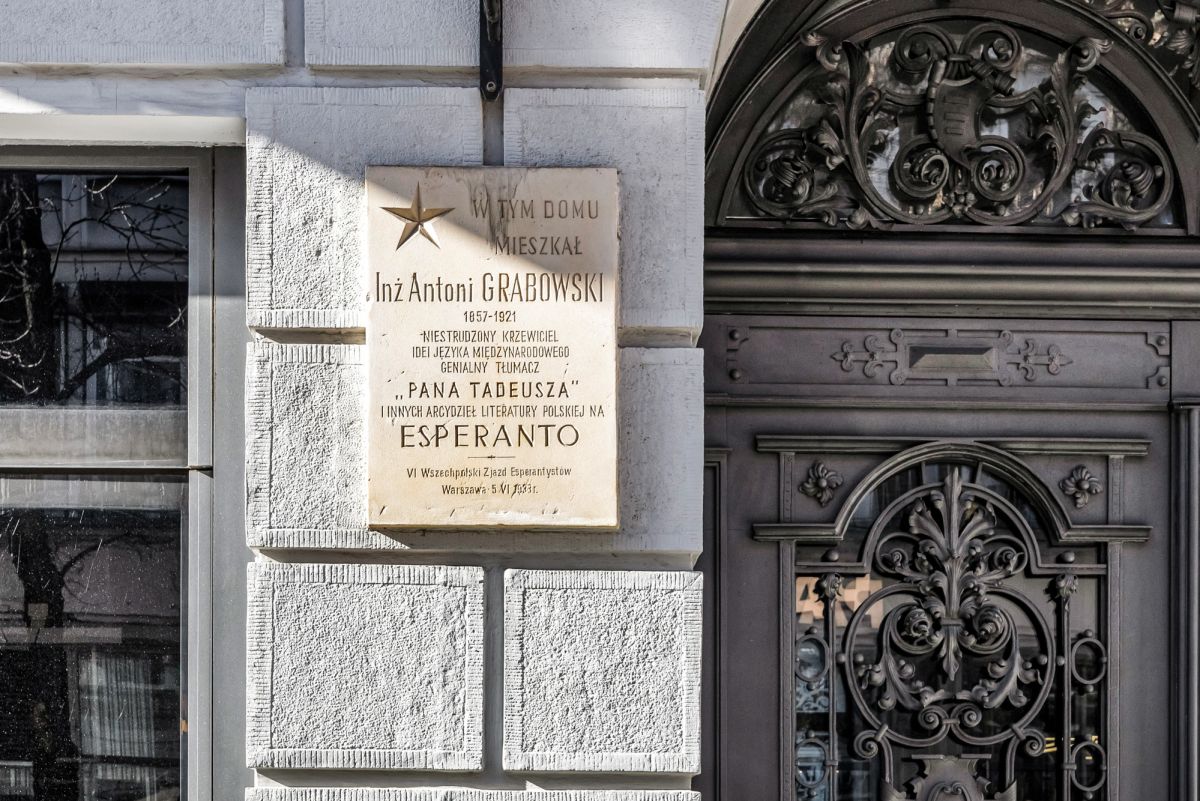 W TYM DOMU
MIESZKAŁ
Inż Antoni GRABOWSKI
1857-1921
NIESTRUDZONY KRZEWICIEL
IDEI JĘZYKA MIĘDZYNARODOWEGO
GENIALNY TŁUMACZ
„PANA TADEUSZA"
I INNYCH ARCYDZIEŁ LITERATURY POLSKIEJ NA
ESPERANTO
VI Wszechpolski Zjazd Esperantystów
Warszawa 5 VI